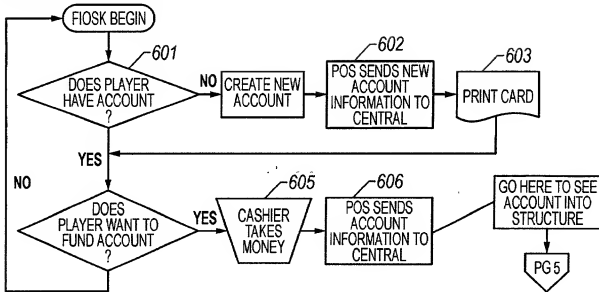 FIOSK BEGIN
601
DOES PLAYER
HAVE ACCOUNT
?
NO
CREATE NEW
ACCOUNT
602
POS SENDS NEW
ACCOUNT
INFORMATION TO
CENTRAL
603
PRINT CARD
YES
NO
DOES
PLAYER WANT TO
FUND ACCOUNT
?
YES
605
CASHIER
TAKES
MONEY
606
POS SENDS
ACCOUNT
INFORMATION TO
CENTRAL
GO HERE TO SEE
ACCOUNT INTO
STRUCTURE
PG 5